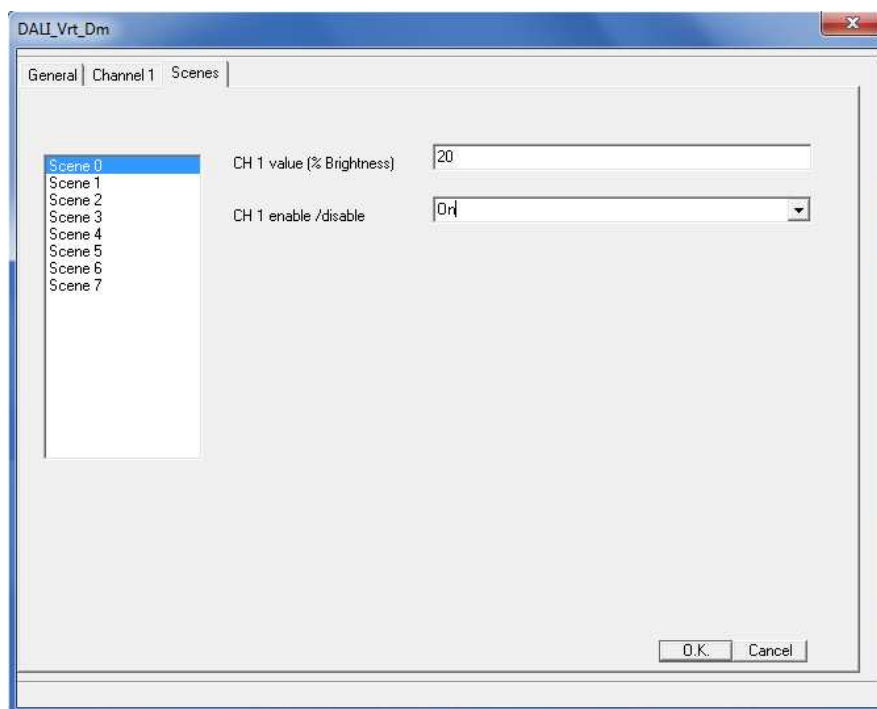 DALI_Vrt_Dm
General Channel 1 Scenes
Scene 0
Scene 1
Scene 2
Scene 3
Scene 4
Scene 5
Scene 6
Scene 7
CH 1 value (% Brightness) 20
CH 1 enable /disable On
O.K. Cancel